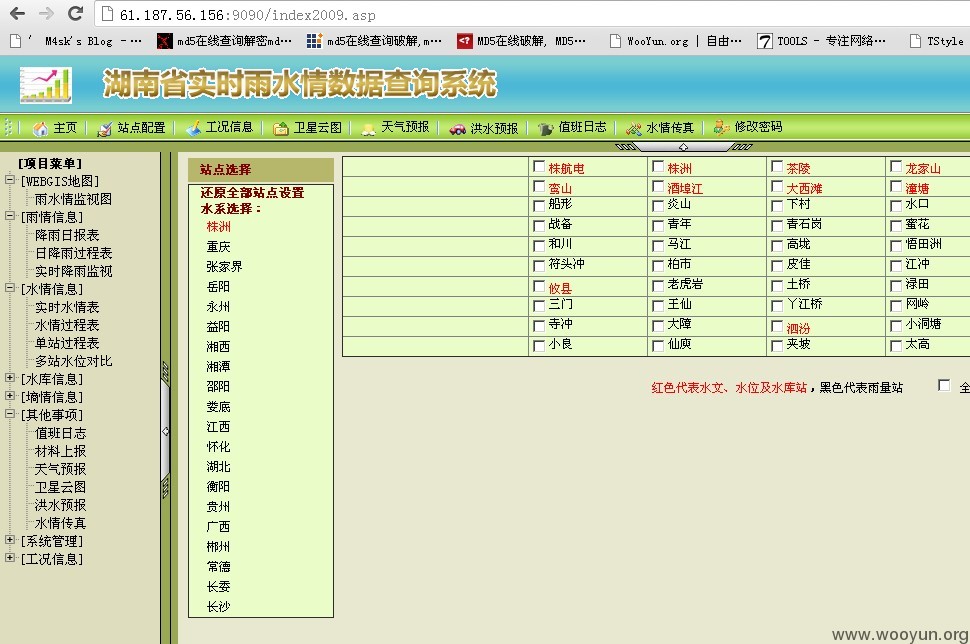 61.187.56.156:9090/index2009.asp
' M4sk's Blog - … md5在线查询解密md… md5在线查询破解,m… MD5在线破解, MD5… WooYun.org | 自由… TOOLS - 专注网络… TStyle
湖南省实时雨水情数据查询系统
主页 站点配置 工况信息 卫星云图 天气预报 洪水预报 值班日志 水情传真 修改密码
[项目菜单]
[WEBGIS地图]
雨水情监视图
[雨情信息]
降雨日报表
日降雨过程表
实时降雨监视
[水情信息]
实时水情表
水情过程表
单站过程表
多站水位对比
[水库信息]
[墒情信息]
[其他事项]
值班日志
材料上报
天气预报
卫星云图
洪水预报
水情传真
[系统管理]
[工况信息]
站点选择
还原全部站点设置
水系选择：
株洲
重庆
张家界
岳阳
永州
益阳
湘西
湘潭
邵阳
娄底
江西
怀化
湖北
衡阳
贵州
广西
郴州
常德
长委
长沙
株航电 株洲 茶陵 龙家山
鸾山 酒埠江 大西滩 潼塘
船形 炎山 下村 水口
战备 青年 青石岗 蜜花
和川 马江 高垅 悟田洲
符头冲 柏市 皮佳 江冲
攸县 老虎岩 土桥 渌田
三门 王仙 丫江桥 网岭
寺冲 大障 泗汾 小洞塘
小良 仙庾 夹坡 太高
红色代表水文、水位及水库站，黑色代表雨量站 全
www.wooyun.org